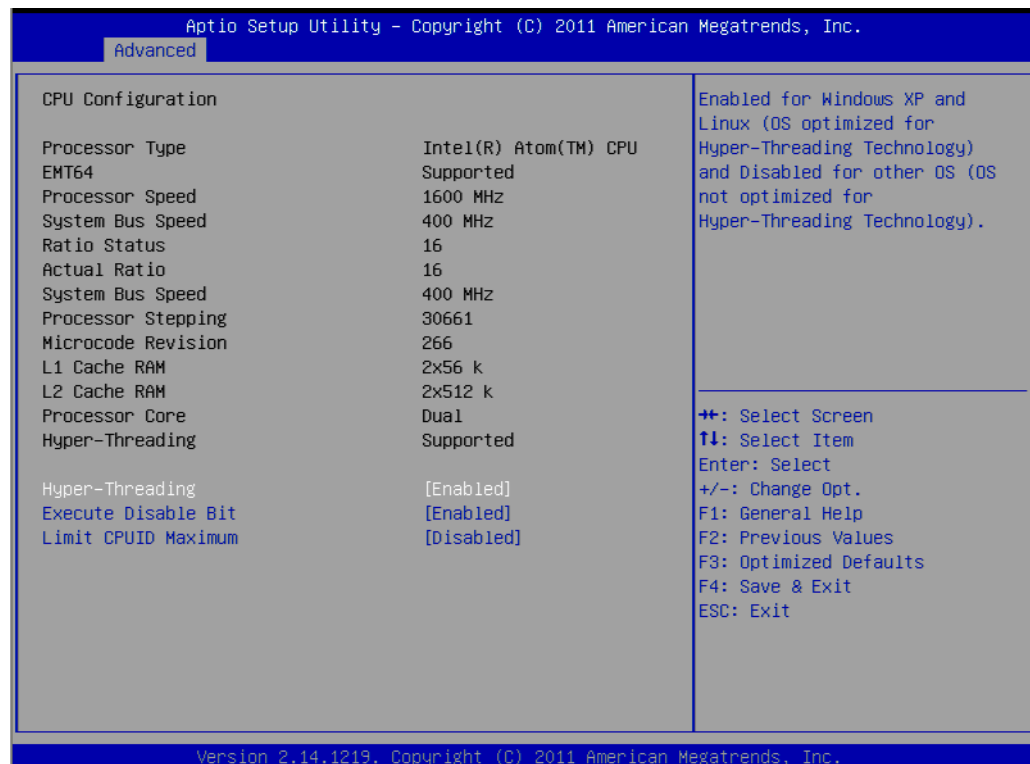 Aptio Setup Utility – Copyright (C) 2011 American Megatrends, Inc.
Advanced
CPU Configuration
Processor Type Intel(R) Atom(TM) CPU
EMT64 Supported
Processor Speed 1600 MHz
System Bus Speed 400 MHz
Ratio Status 16
Actual Ratio 16
System Bus Speed 400 MHz
Processor Stepping 30661
Microcode Revision 266
L1 Cache RAM 2x56 k
L2 Cache RAM 2x512 k
Processor Core Dual
Hyper-Threading Supported
Hyper-Threading [Enabled]
Execute Disable Bit [Enabled]
Limit CPUID Maximum [Disabled]
Enabled for Windows XP and
Linux (OS optimized for
Hyper-Threading Technology)
and Disabled for other OS (OS
not optimized for
Hyper-Threading Technology).
→←: Select Screen
↑↓: Select Item
Enter: Select
+/-: Change Opt.
F1: General Help
F2: Previous Values
F3: Optimized Defaults
F4: Save & Exit
ESC: Exit
Version 2.14.1219. Copyright (C) 2011 American Megatrends, Inc.